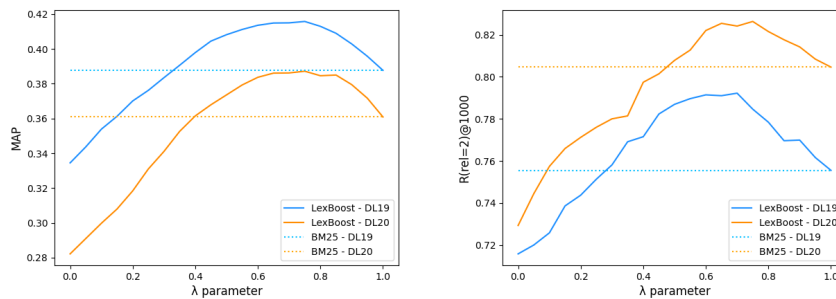 0.42
0.40
0.38
0.36
0.34
0.32
0.30
0.28
MAP
0.0 0.2 0.4 0.6 0.8 1.0
λ parameter
LexBoost - DL19
LexBoost - DL20
BM25 - DL19
BM25 - DL20
0.82
0.80
0.78
0.76
0.74
0.72
R(rel=2)@1000
0.0 0.2 0.4 0.6 0.8 1.0
λ parameter
LexBoost - DL19
LexBoost - DL20
BM25 - DL19
BM25 - DL20